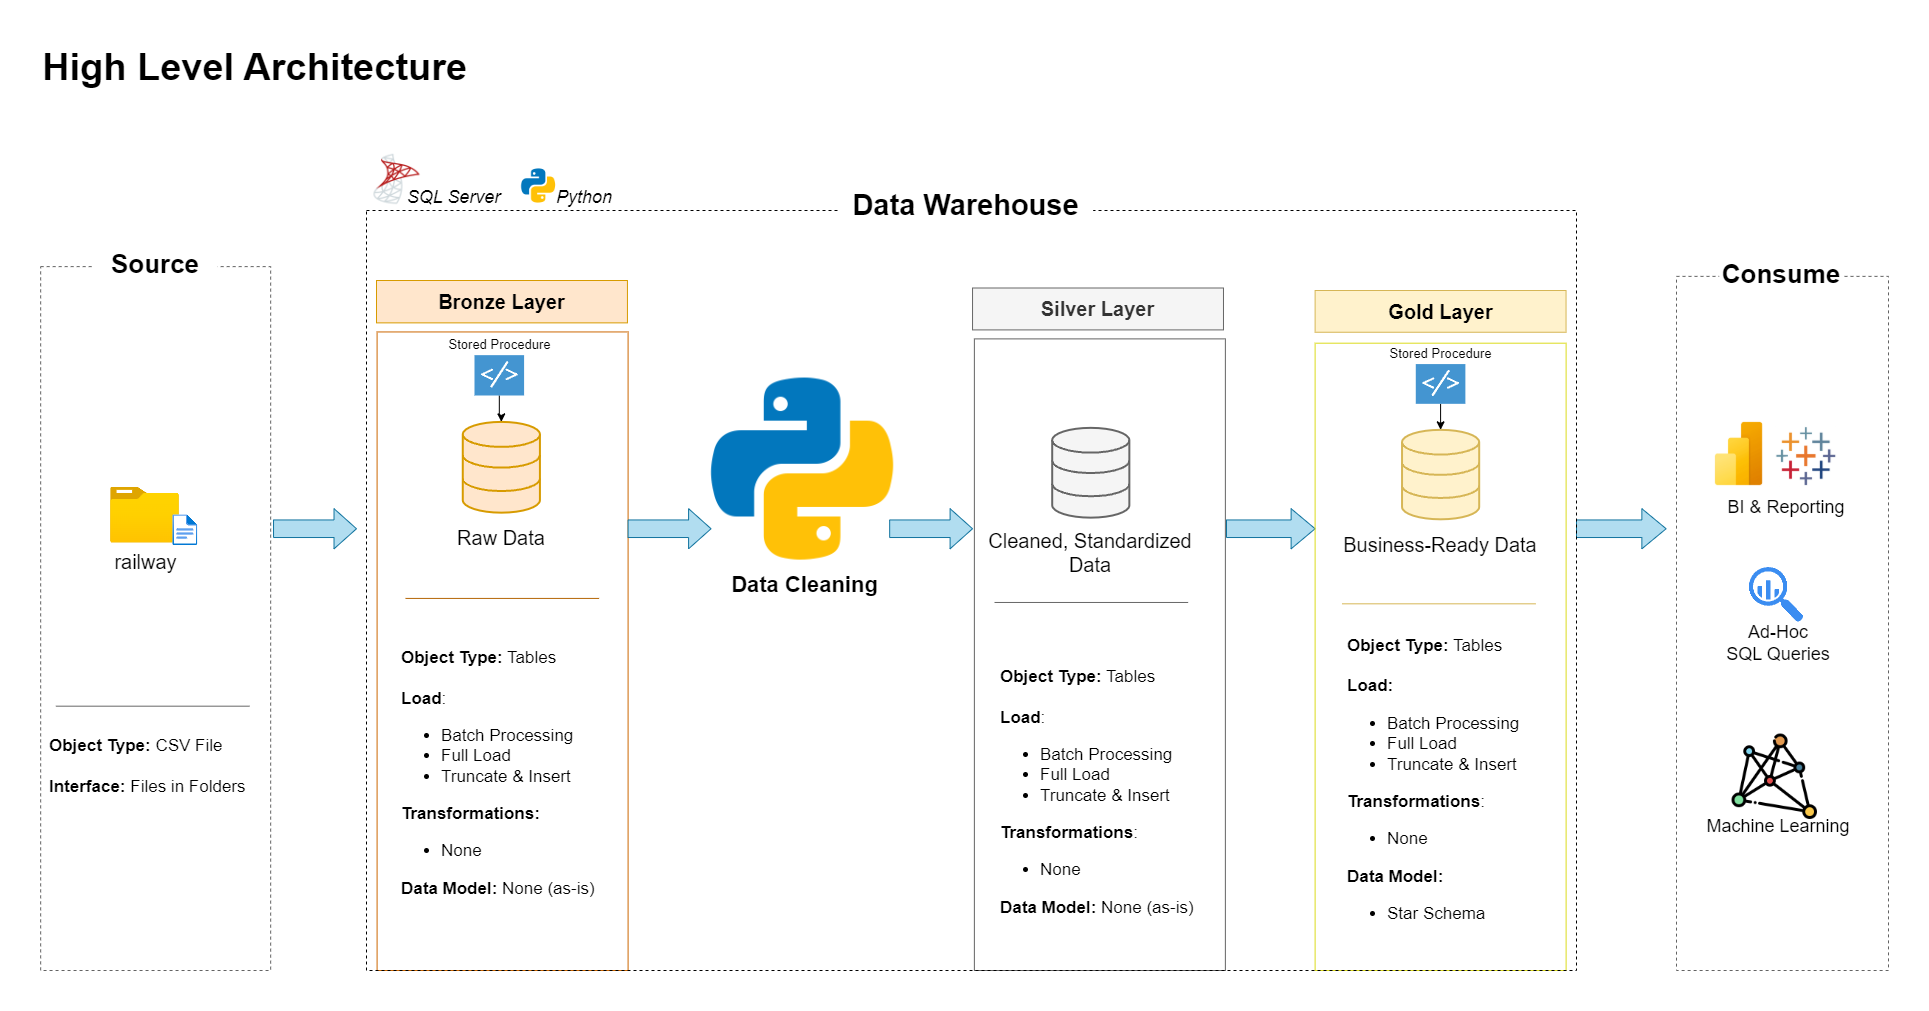 High Level Architecture
SQL Server
Python
Data Warehouse
Source
railway
Object Type: CSV File
Interface: Files in Folders
Bronze Layer
Stored Procedure
</>
Raw Data
Object Type: Tables
Load:
• Batch Processing
• Full Load
• Truncate & Insert
Transformations:
• None
Data Model: None (as-is)
Data Cleaning
Silver Layer
Cleaned, Standardized
Data
Object Type: Tables
Load:
• Batch Processing
• Full Load
• Truncate & Insert
Transformations:
• None
Data Model: None (as-is)
Gold Layer
Stored Procedure
</>
Business-Ready Data
Object Type: Tables
Load:
• Batch Processing
• Full Load
• Truncate & Insert
Transformations:
• None
Data Model:
• Star Schema
Consume
BI & Reporting
Ad-Hoc
SQL Queries
Machine Learning